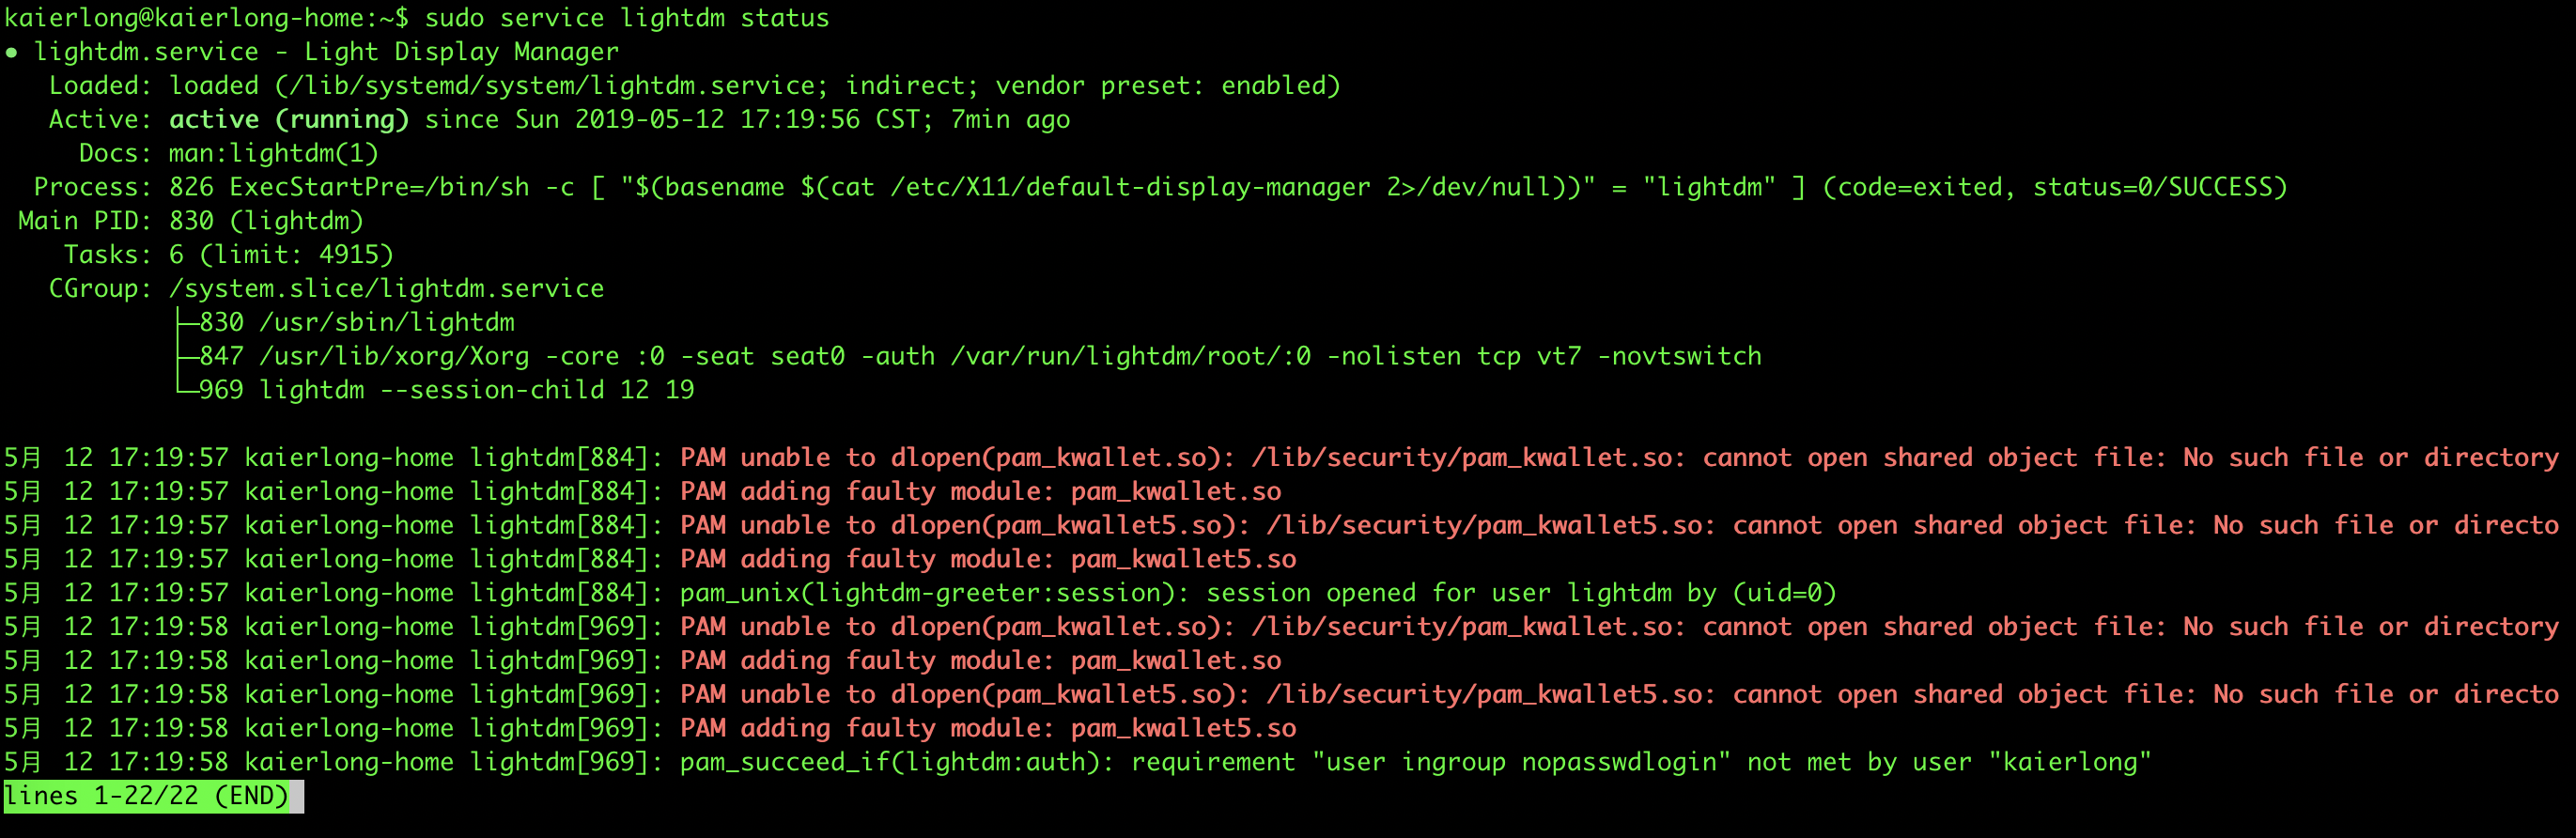 kaierlong@kaierlong-home:~$ sudo service lightdm status
● lightdm.service - Light Display Manager
   Loaded: loaded (/lib/systemd/system/lightdm.service; indirect; vendor preset: enabled)
   Active: active (running) since Sun 2019-05-12 17:19:56 CST; 7min ago
     Docs: man:lightdm(1)
  Process: 826 ExecStartPre=/bin/sh -c [ "$(basename $(cat /etc/X11/default-display-manager 2>/dev/null))" = "lightdm" ] (code=exited, status=0/SUCCESS)
 Main PID: 830 (lightdm)
    Tasks: 6 (limit: 4915)
   CGroup: /system.slice/lightdm.service
           ├─830 /usr/sbin/lightdm
           ├─847 /usr/lib/xorg/Xorg -core :0 -seat seat0 -auth /var/run/lightdm/root/:0 -nolisten tcp vt7 -novtswitch
           └─969 lightdm --session-child 12 19
5月 12 17:19:57 kaierlong-home lightdm[884]: PAM unable to dlopen(pam_kwallet.so): /lib/security/pam_kwallet.so: cannot open shared object file: No such file or directory
5月 12 17:19:57 kaierlong-home lightdm[884]: PAM adding faulty module: pam_kwallet.so
5月 12 17:19:57 kaierlong-home lightdm[884]: PAM unable to dlopen(pam_kwallet5.so): /lib/security/pam_kwallet5.so: cannot open shared object file: No such file or directo
5月 12 17:19:57 kaierlong-home lightdm[884]: PAM adding faulty module: pam_kwallet5.so
5月 12 17:19:57 kaierlong-home lightdm[884]: pam_unix(lightdm-greeter:session): session opened for user lightdm by (uid=0)
5月 12 17:19:58 kaierlong-home lightdm[969]: PAM unable to dlopen(pam_kwallet.so): /lib/security/pam_kwallet.so: cannot open shared object file: No such file or directory
5月 12 17:19:58 kaierlong-home lightdm[969]: PAM adding faulty module: pam_kwallet.so
5月 12 17:19:58 kaierlong-home lightdm[969]: PAM unable to dlopen(pam_kwallet5.so): /lib/security/pam_kwallet5.so: cannot open shared object file: No such file or directo
5月 12 17:19:58 kaierlong-home lightdm[969]: PAM adding faulty module: pam_kwallet5.so
5月 12 17:19:58 kaierlong-home lightdm[969]: pam_succeed_if(lightdm:auth): requirement "user ingroup nopasswdlogin" not met by user "kaierlong"
lines 1-22/22 (END)